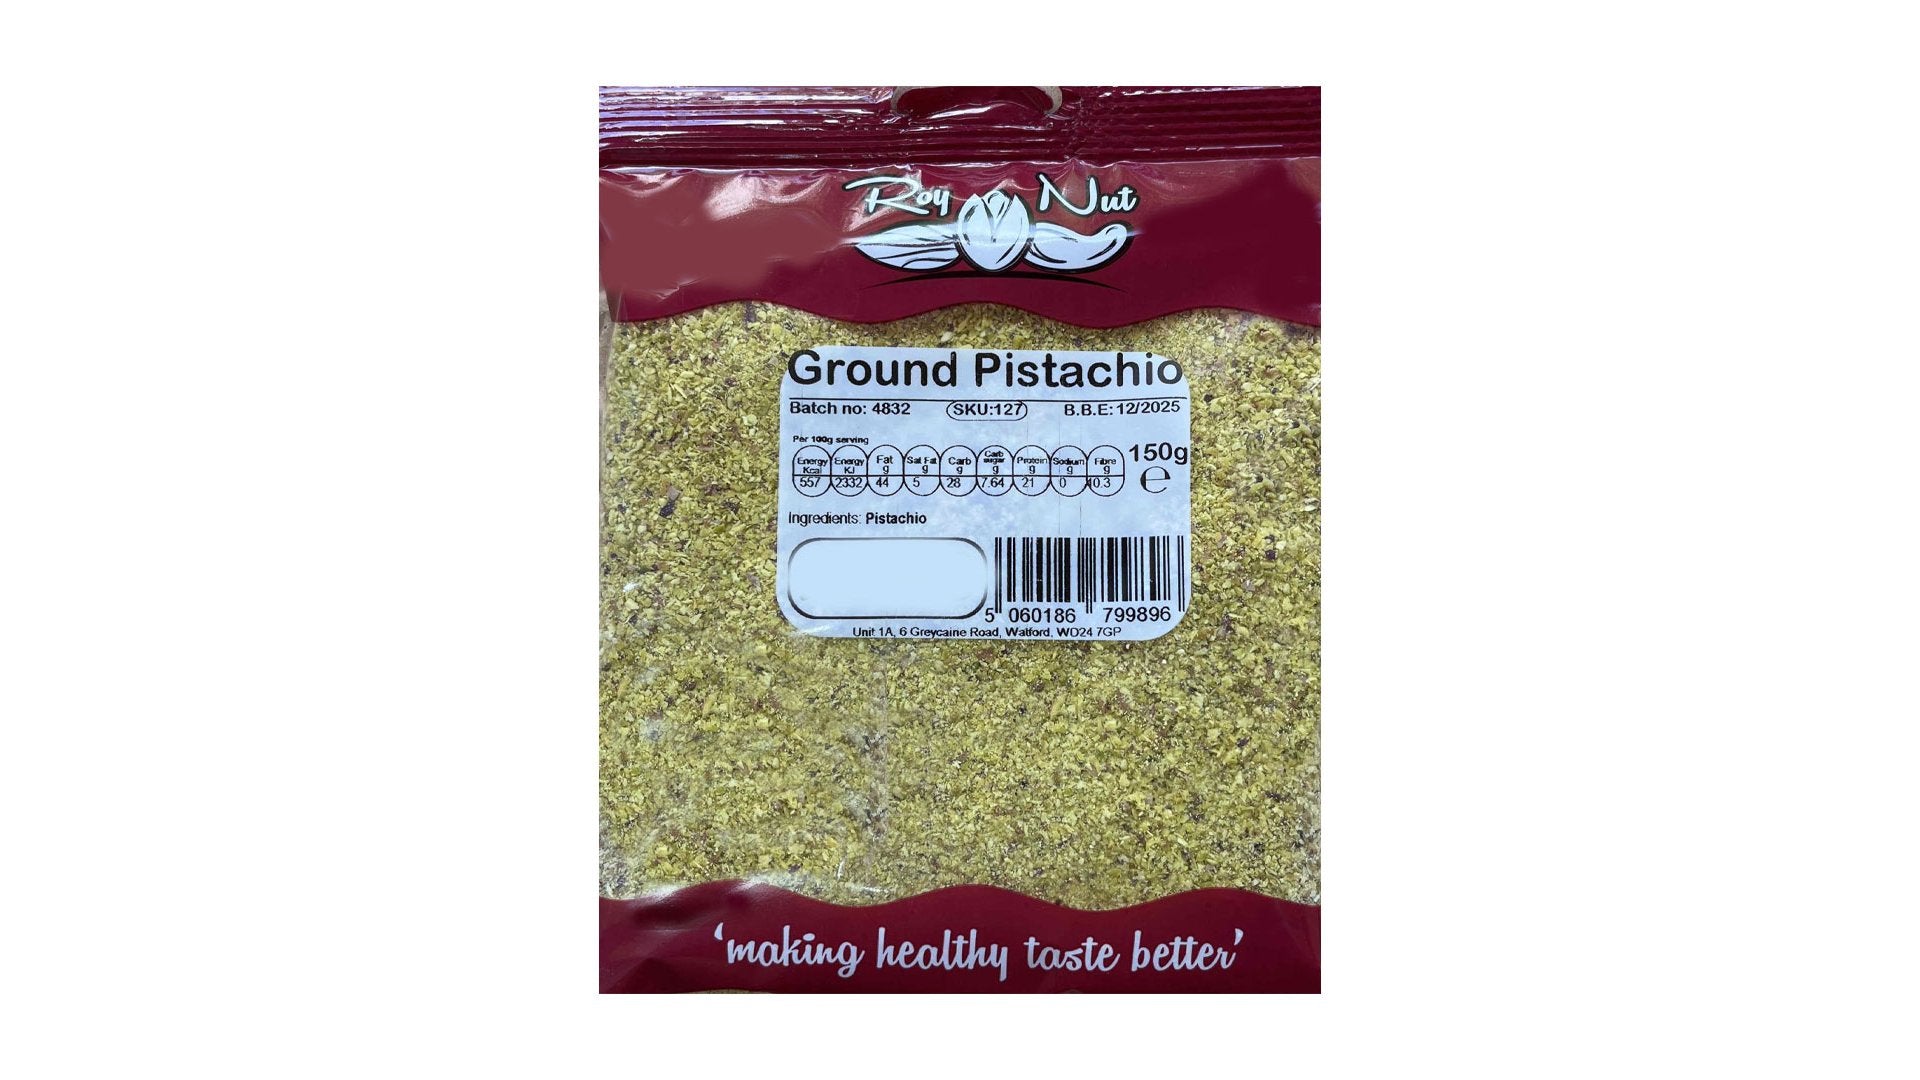 Roy Nut
Ground Pistachio
Batch no: 4832 SKU:127 B.B.E: 12/2025
Per 100g serving
Energy Kcal Energy KJ Fat g Sat Fat g Carb g Carb sugar g Protein g Sodium g Fibre g
557 2332 44 5 28 7.64 21 0 10.3
150g
e
Ingredients: Pistachio
5 060186 799896
Unit 1A, 6 Greycaine Road, Watford, WD24 7GP
'making healthy taste better'